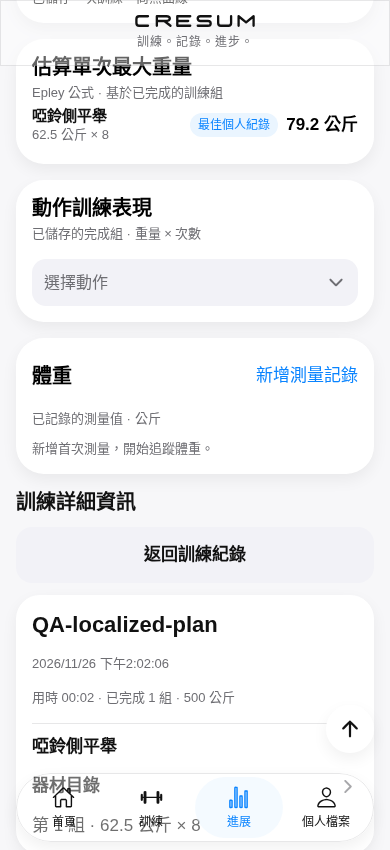 CRESUM
訓練。記錄。進步。
估算單次最大重量
Epley 公式 · 基於已完成的訓練組
啞鈴側平舉
62.5 公斤 × 8
最佳個人紀錄
79.2 公斤
動作訓練表現
已儲存的完成組 · 重量 × 次數
選擇動作
體重
新增測量記錄
已記錄的測量值 · 公斤
新增首次測量，開始追蹤體重。
訓練詳細資訊
返回訓練紀錄
QA-localized-plan
2026/11/26 下午2:02:06
用時 00:02 · 已完成 1 組 · 500 公斤
啞鈴側平舉
器材目錄
第 1 組 · 62.5 公斤 × 8
首頁
訓練
進展
個人檔案